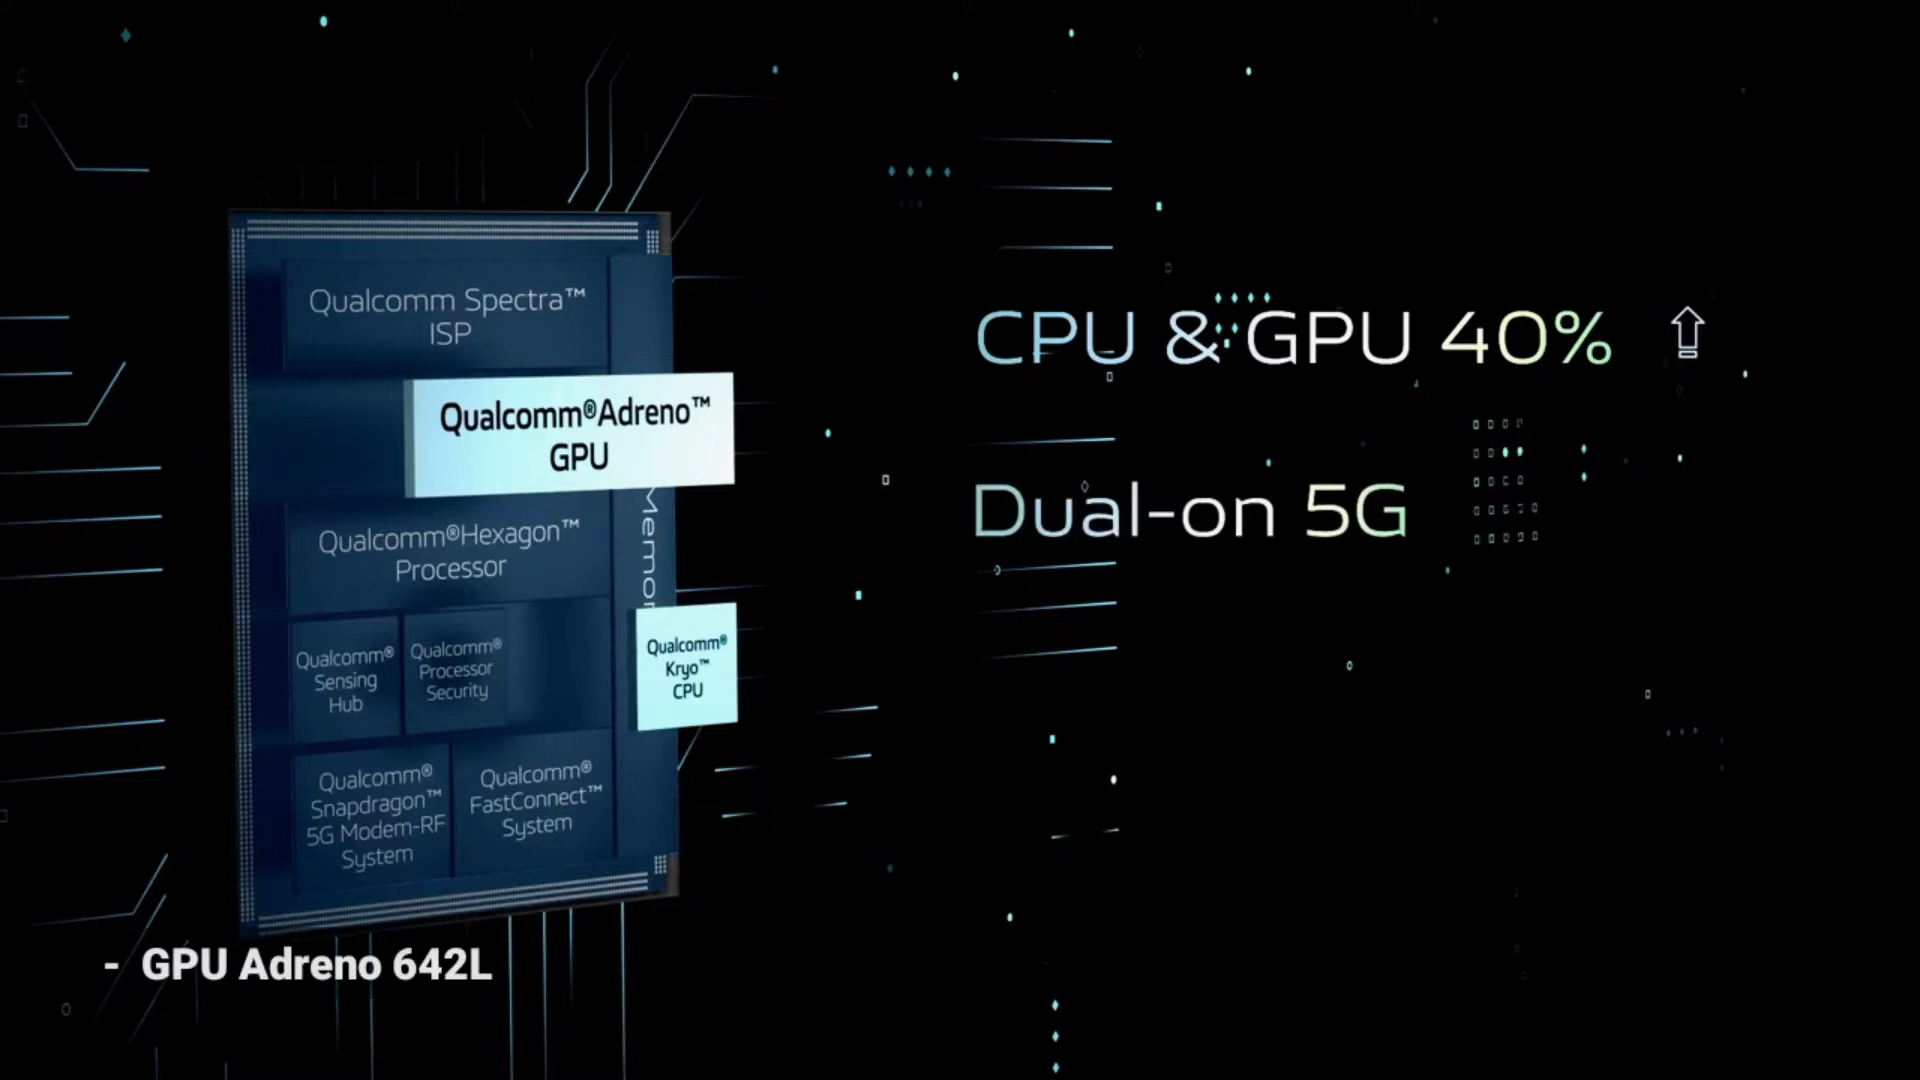 Qualcomm Spectra™
ISP
Qualcomm®Adreno™
GPU
Qualcomm®Hexagon™
Processor
Qualcomm®
Sensing
Hub
Qualcomm®
Processor
Security
Qualcomm®
Kryo™
CPU
Qualcomm®
Snapdragon™
5G Modem-RF
System
Qualcomm®
FastConnect™
System
CPU & GPU 40% ⇧
Dual-on 5G
- GPU Adreno 642L